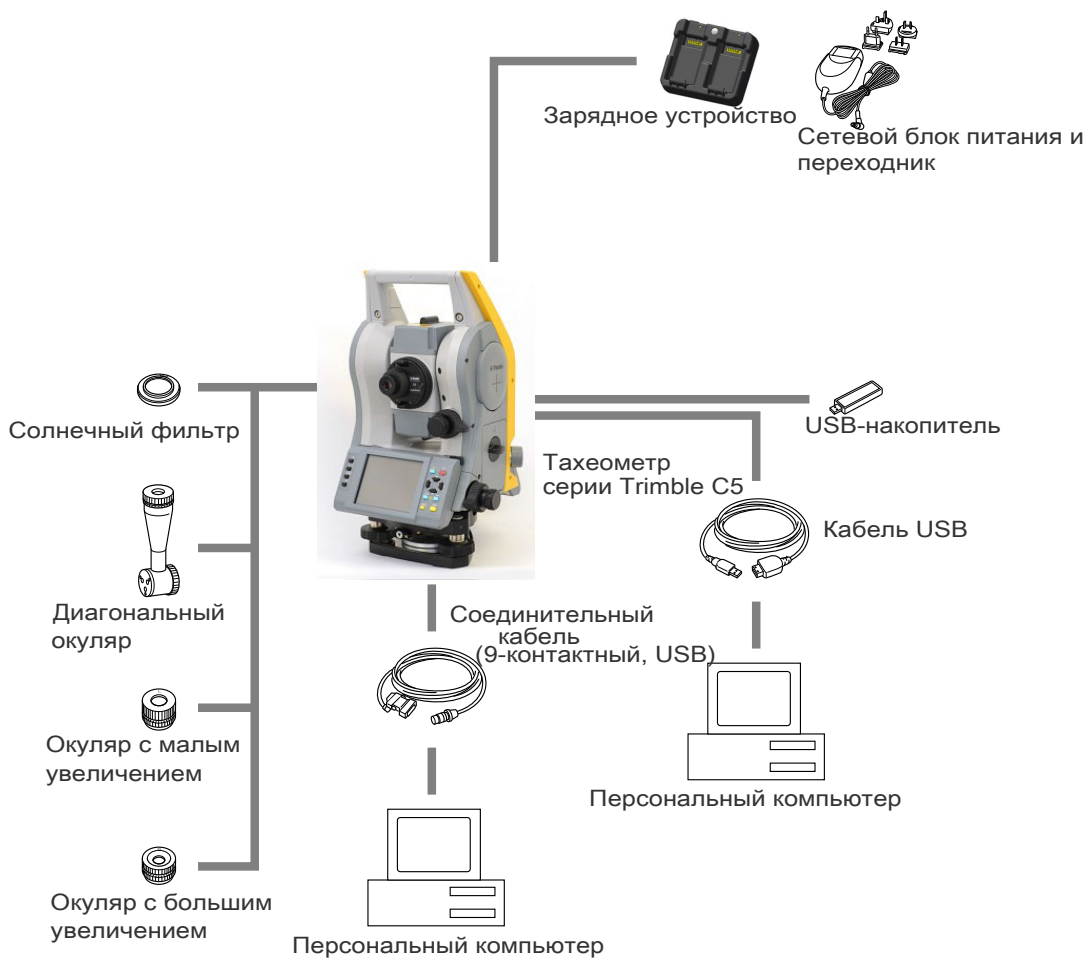 Зарядное устройство
Сетевой блок питания и
переходник
Солнечный фильтр
USB-накопитель
Тахеометр
серии Trimble C5
Кабель USB
Диагональный
окуляр
Соединительный
кабель
(9-контактный, USB)
Окуляр с малым
увеличением
Персональный компьютер
Окуляр с большим
увеличением
Персональный компьютер